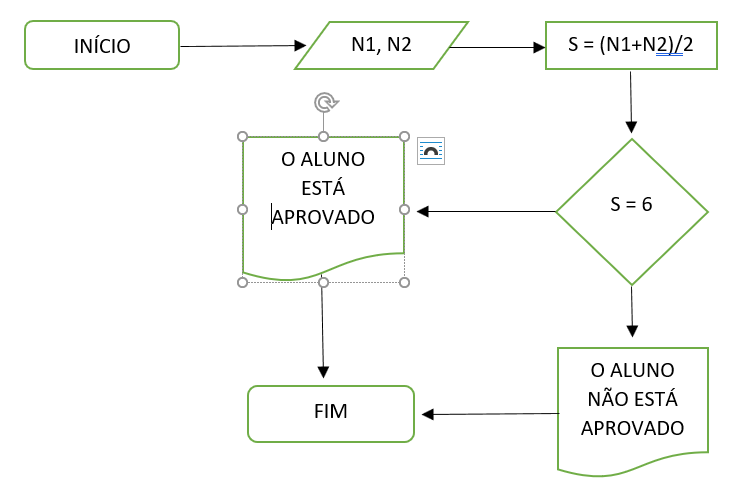 INÍCIO
N1, N2
S = (N1+N2)/2
S = 6
O ALUNO
ESTÁ
APROVADO
O ALUNO
NÃO ESTÁ
APROVADO
FIM